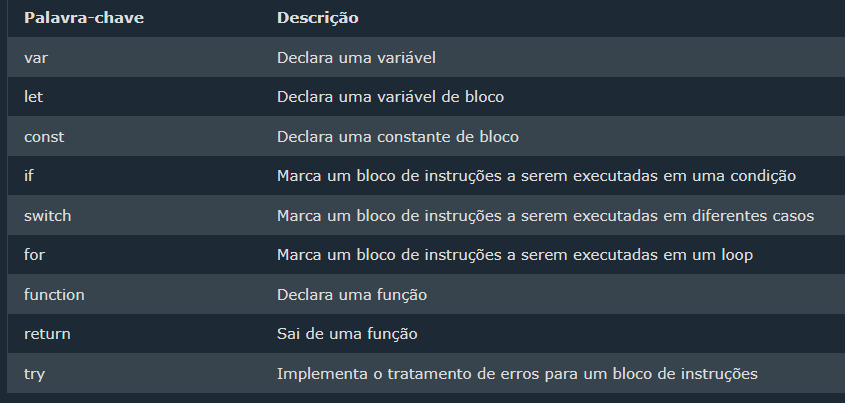 Palavra-chave Descrição
var Declara uma variável
let Declara uma variável de bloco
const Declara uma constante de bloco
if Marca um bloco de instruções a serem executadas em uma condição
switch Marca um bloco de instruções a serem executadas em diferentes casos
for Marca um bloco de instruções a serem executadas em um loop
function Declara uma função
return Sai de uma função
try Implementa o tratamento de erros para um bloco de instruções